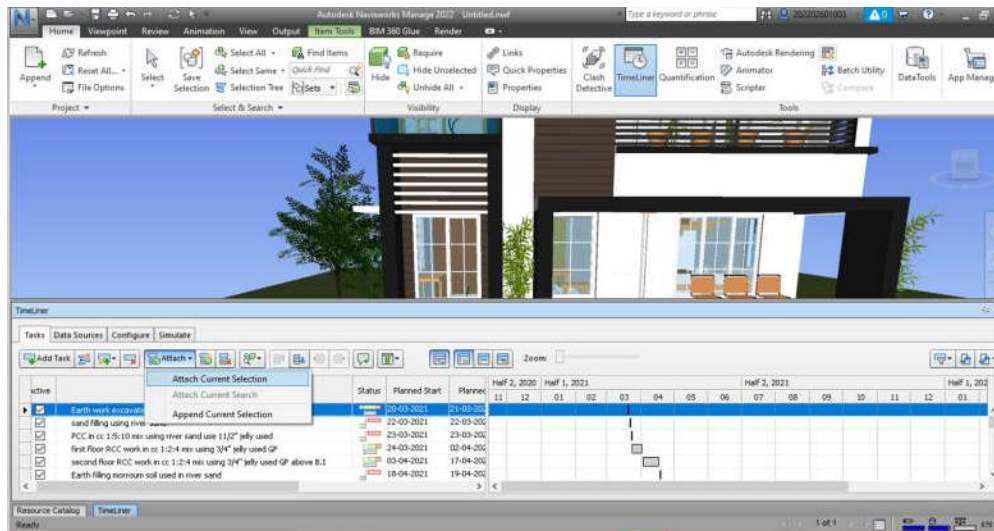 Autodesk Navisworks Manage 2022 Untitled.nwf
Type a keyword or phrase
202202601003
Home Viewpoint Review Animation View Output Item Tools BIM 360 Glue Render
Refresh
Reset All...
File Options
Append
Project
Select
Save Selection
Select All
Select Same
Selection Tree
Find Items
Quick Find
Sets
Select & Search
Hide
Require
Hide Unselected
Unhide All
Visibility
Links
Quick Properties
Properties
Display
Clash Detective
TimeLiner
Quantification
Autodesk Rendering
Animator
Scripter
Batch Utility
Compare
DataTools
App Manag
Tools
TimeLiner
Tasks Data Sources Configure Simulate
Add Task
Attach
Zoom:
Attach Current Selection
Attach Current Search
Append Current Selection
Active Status Planned Start Planned
Half 2, 2020 Half 1, 2021 Half 2, 2021 Half 1, 202
11 12 01 02 03 04 05 06 07 08 09 10 11 12 01
Earth work excavati 20-03-2021 21-03-202
sand filling using river 22-03-2021 22-03-202
PCC in cc 1:5:10 mix using river sand use 11/2" jelly used 23-03-2021 23-03-202
first floor RCC work in cc 1:2:4 mix using 3/4" jelly used GF 24-03-2021 02-04-202
second floor RCC work in cc 1:2:4 mix using 3/4" jelly used GF above B.I 03-04-2021 17-04-202
Earth filling morroum soil used in river sand 18-04-2021 19-04-202
Resource Catalog TimeLiner
Ready
1 of 1